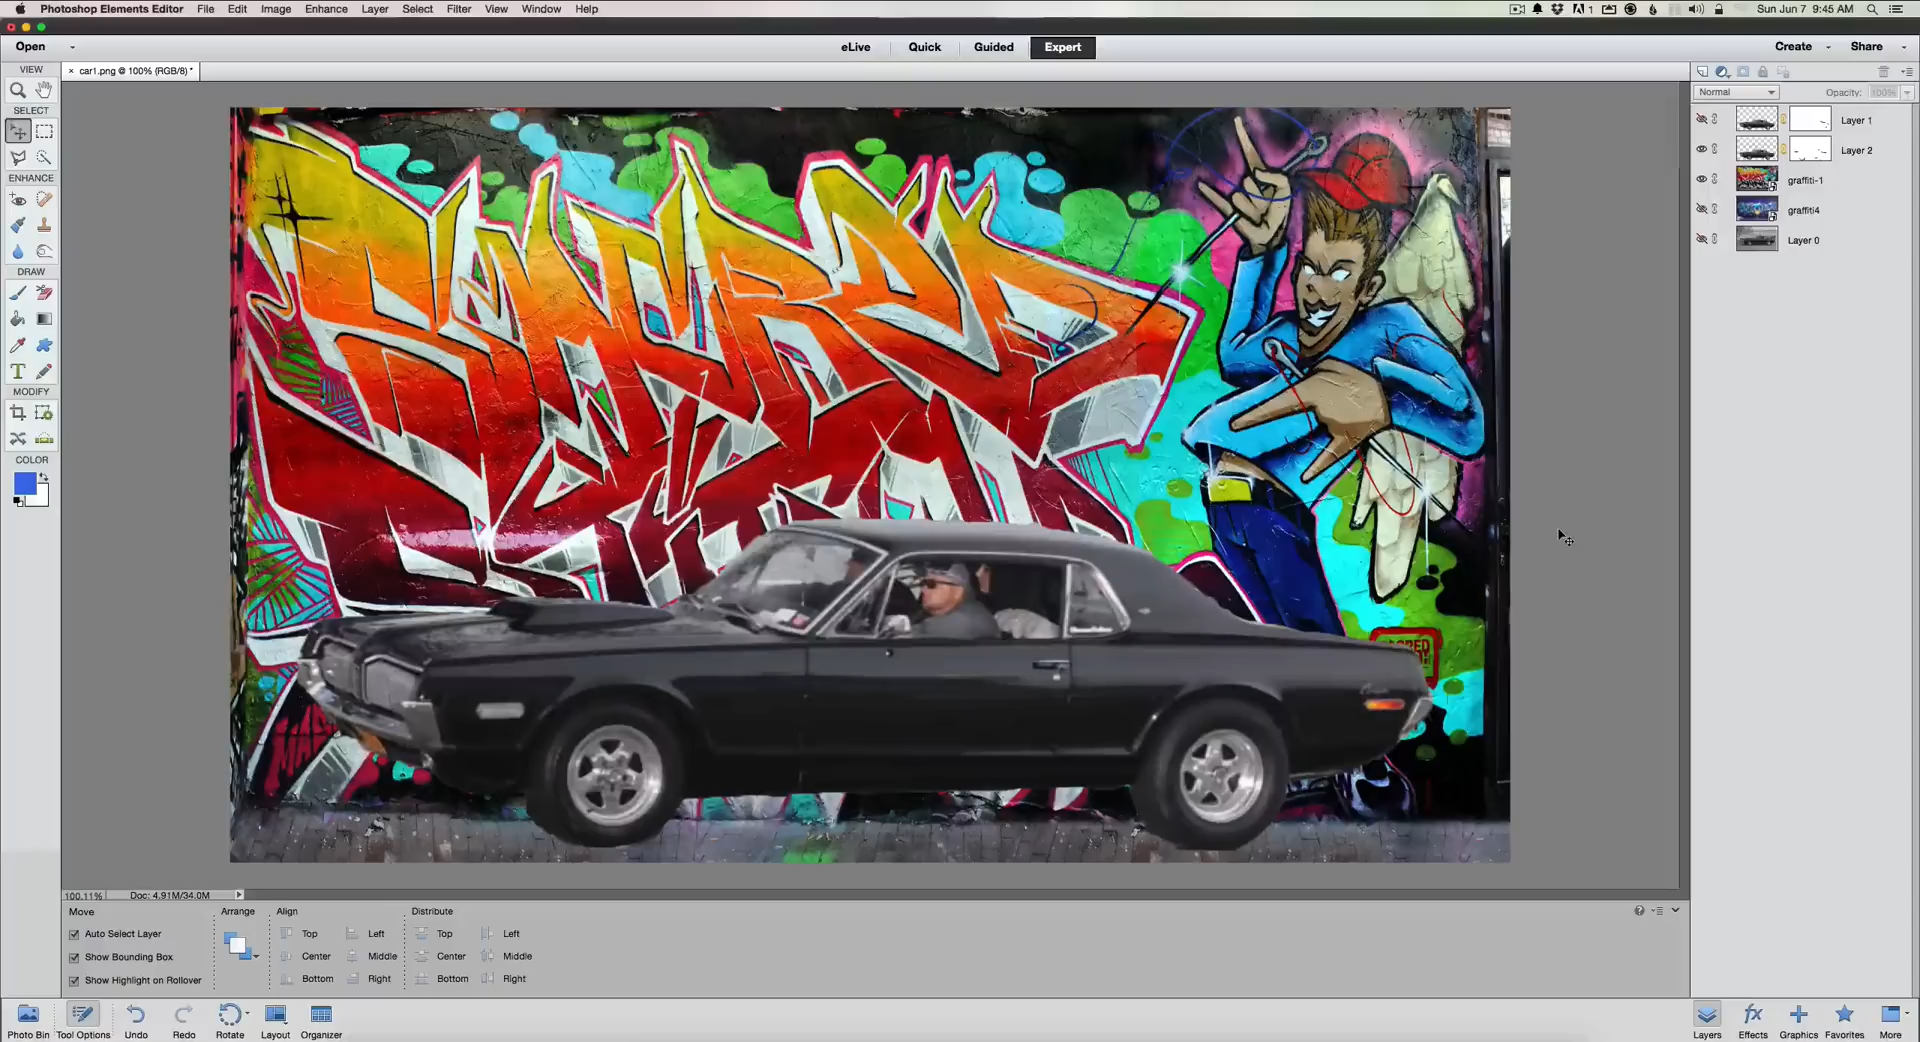 Photoshop Elements Editor File Edit Image Enhance Layer Select Filter View Window Help 1 Sun Jun 7 9:45 AM
Open eLive Quick Guided Expert Create Share
VIEW × car1.png @ 100% (RGB/8) *
Normal Opacity: 100%
SELECT
Layer 1
Layer 2
ENHANCE
graffiti-1
graffiti4
Layer 0
DRAW
T
MODIFY
COLOR
100.11% Doc: 4.91M/34.0M
Move Arrange Align Distribute
Auto Select Layer Top Left Top Left
Show Bounding Box Center Middle Center Middle
Show Highlight on Rollover Bottom Right Bottom Right
Photo Bin Tool Options Undo Redo Rotate Layout Organizer Layers fx Effects Graphics Favorites More